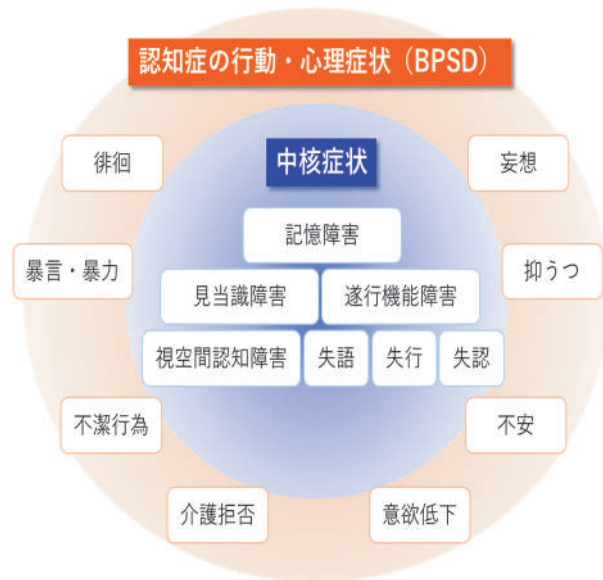 認知症の行動・心理症状（BPSD）
中核症状
徘徊
妄想
記憶障害
暴言・暴力
抑うつ
見当識障害
遂行機能障害
視空間認知障害
失語
失行
失認
不潔行為
不安
介護拒否
意欲低下